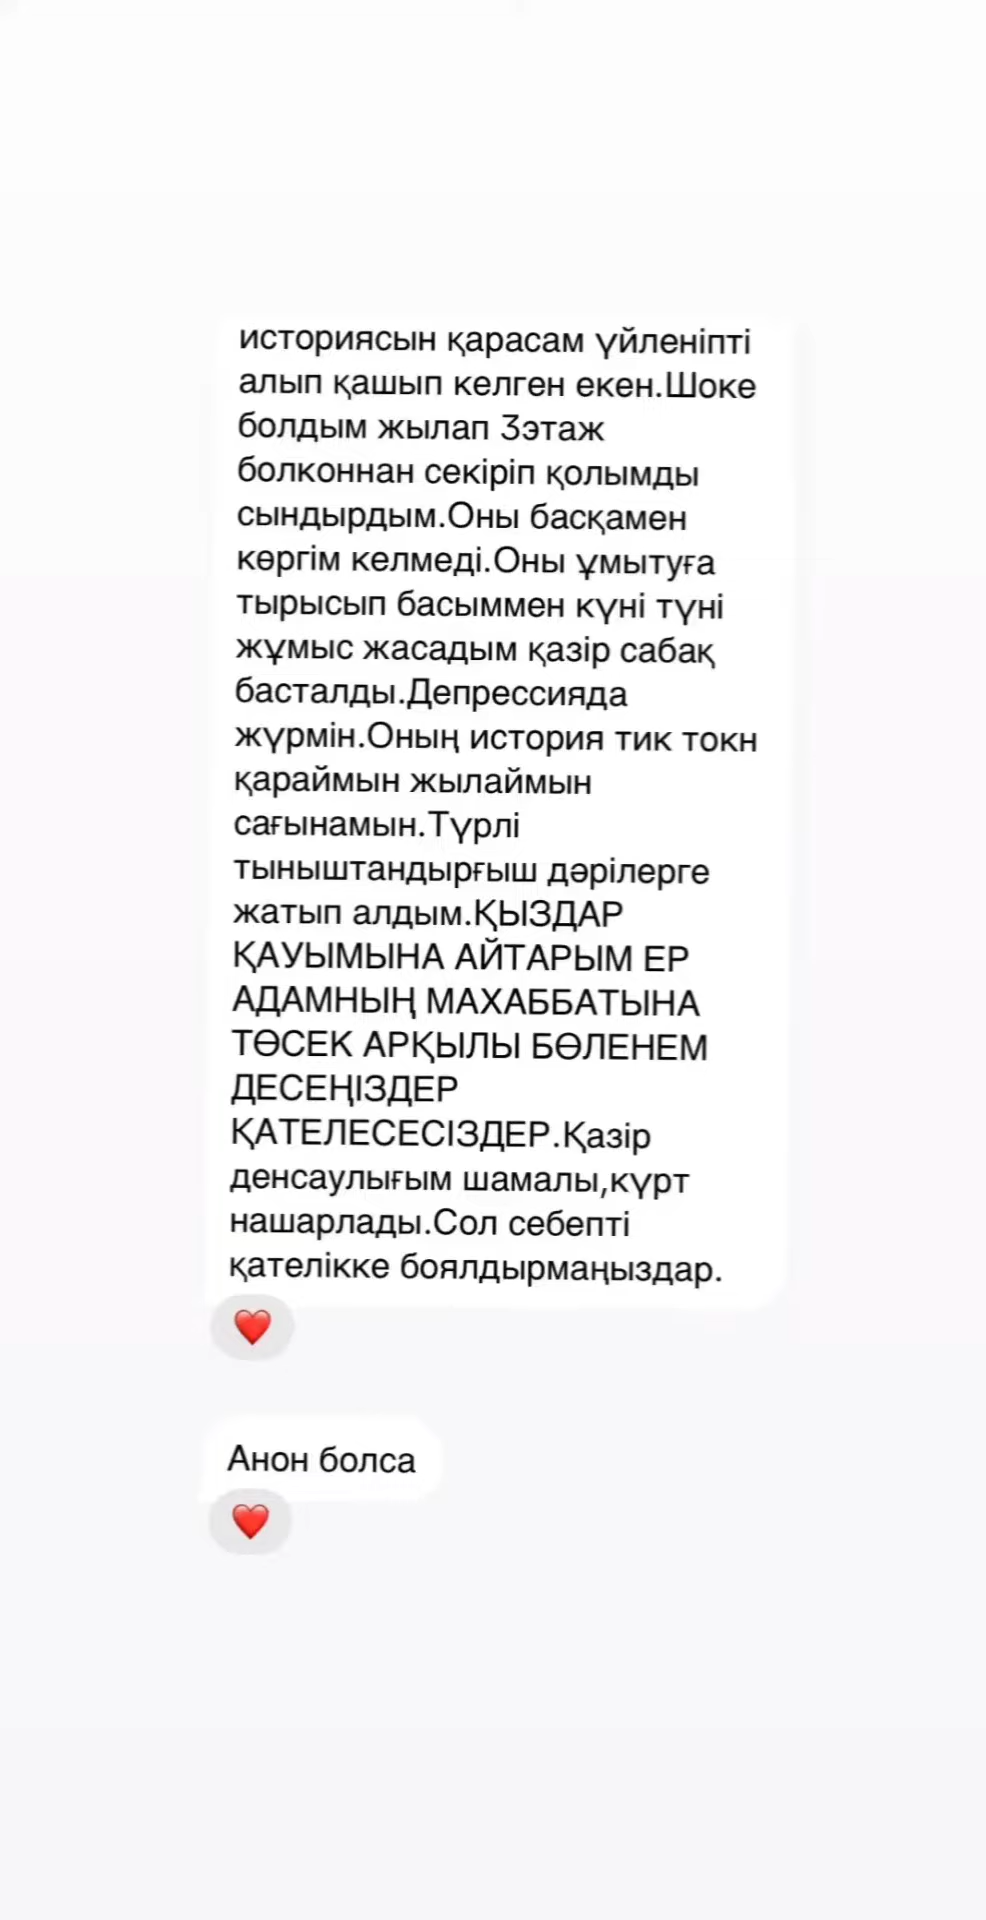 историясын қарасам үйленіпті
алып қашып келген екен.Шоке
болдым жылап 3этаж
болконнан секіріп қолымды
сындырдым.Оны басқамен
көргім келмеді.Оны ұмытуға
тырысып басыммен күні түні
жұмыс жасадым қазір сабақ
басталды.Депрессияда
жүрмін.Оның история тик токн
қараймын жылаймын
сағынамын.Түрлі
тыныштандырғыш дәрілерге
жатып алдым.ҚЫЗДАР
ҚАУЫМЫНА АЙТАРЫМ ЕР
АДАМНЫҢ МАХАББАТЫНА
ТӨСЕК АРҚЫЛЫ БӨЛЕНЕМ
ДЕСЕҢІЗДЕР
ҚАТЕЛЕСЕСІЗДЕР.Қазір
денсаулығым шамалы,күрт
нашарлады.Сол себепті
қателікке боялдырмаңыздар.
Анон болса